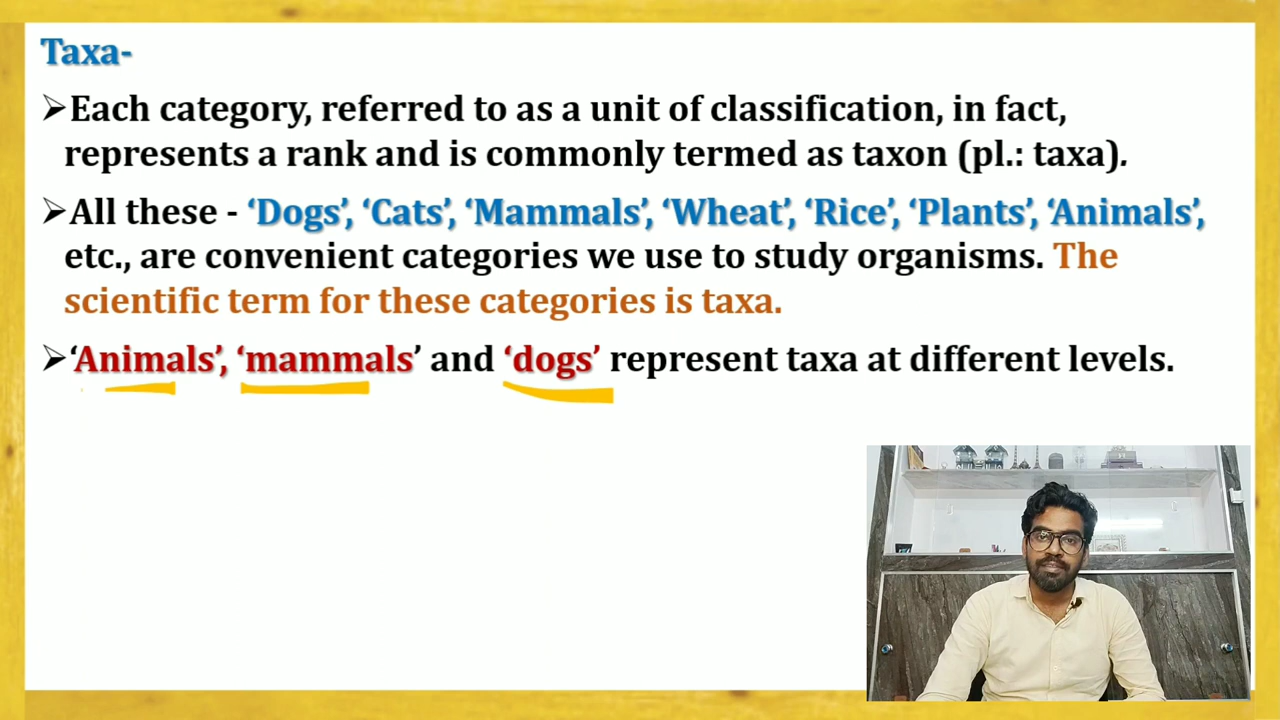 Taxa-
➢Each category, referred to as a unit of classification, in fact,
represents a rank and is commonly termed as taxon (pl.: taxa).
➢All these - ‘Dogs’, ‘Cats’, ‘Mammals’, ‘Wheat’, ‘Rice’, ‘Plants’, ‘Animals’,
etc., are convenient categories we use to study organisms. The
scientific term for these categories is taxa.
➢‘Animals’, ‘mammals’ and ‘dogs’ represent taxa at different levels.